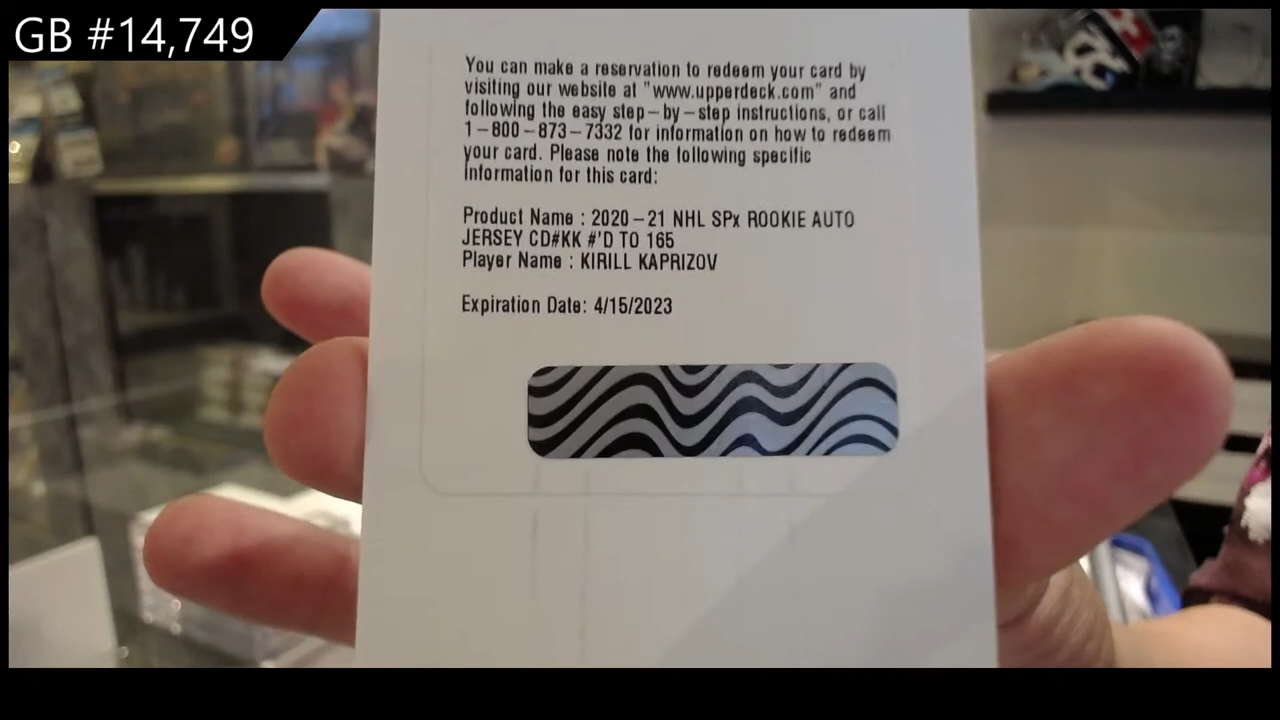 GB #14,749
You can make a reservation to redeem your card by
visiting our website at "www.upperdeck.com" and
following the easy step-by-step instructions, or call
1-800-873-7332 for information on how to redeem
your card. Please note the following specific
information for this card:
Product Name : 2020-21 NHL SPx ROOKIE AUTO
JERSEY CD#KK #'D TO 165
Player Name : KIRILL KAPRIZOV
Expiration Date: 4/15/2023